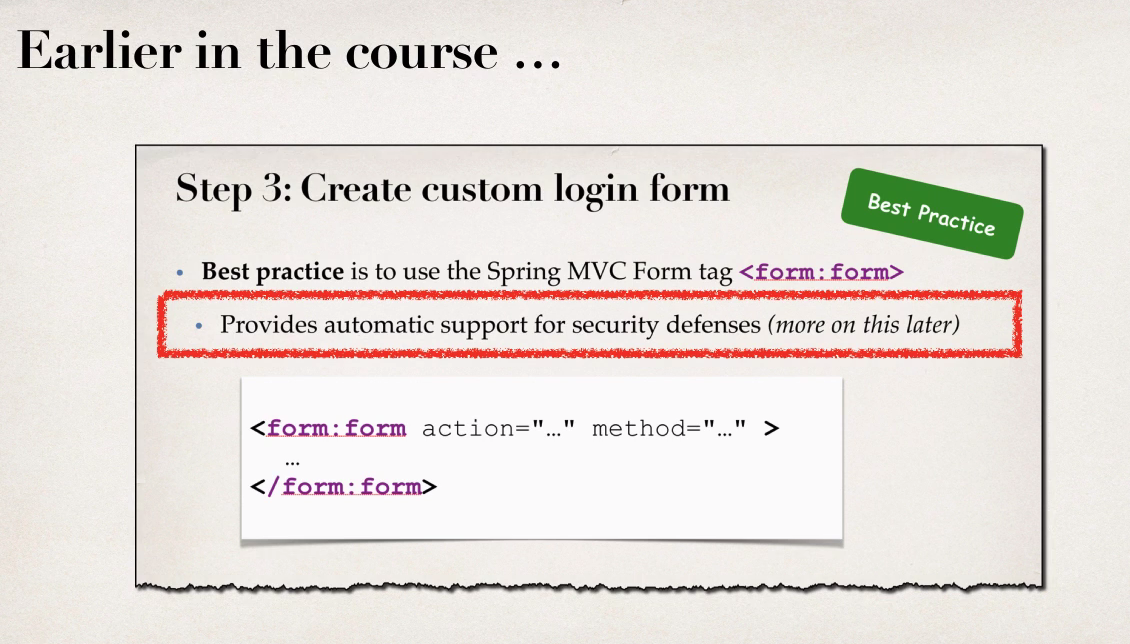 Earlier in the course …
Step 3: Create custom login form
Best Practice
• Best practice is to use the Spring MVC Form tag <form:form>
• Provides automatic support for security defenses (more on this later)
<form:form action="…" method="…" >
…
</form:form>